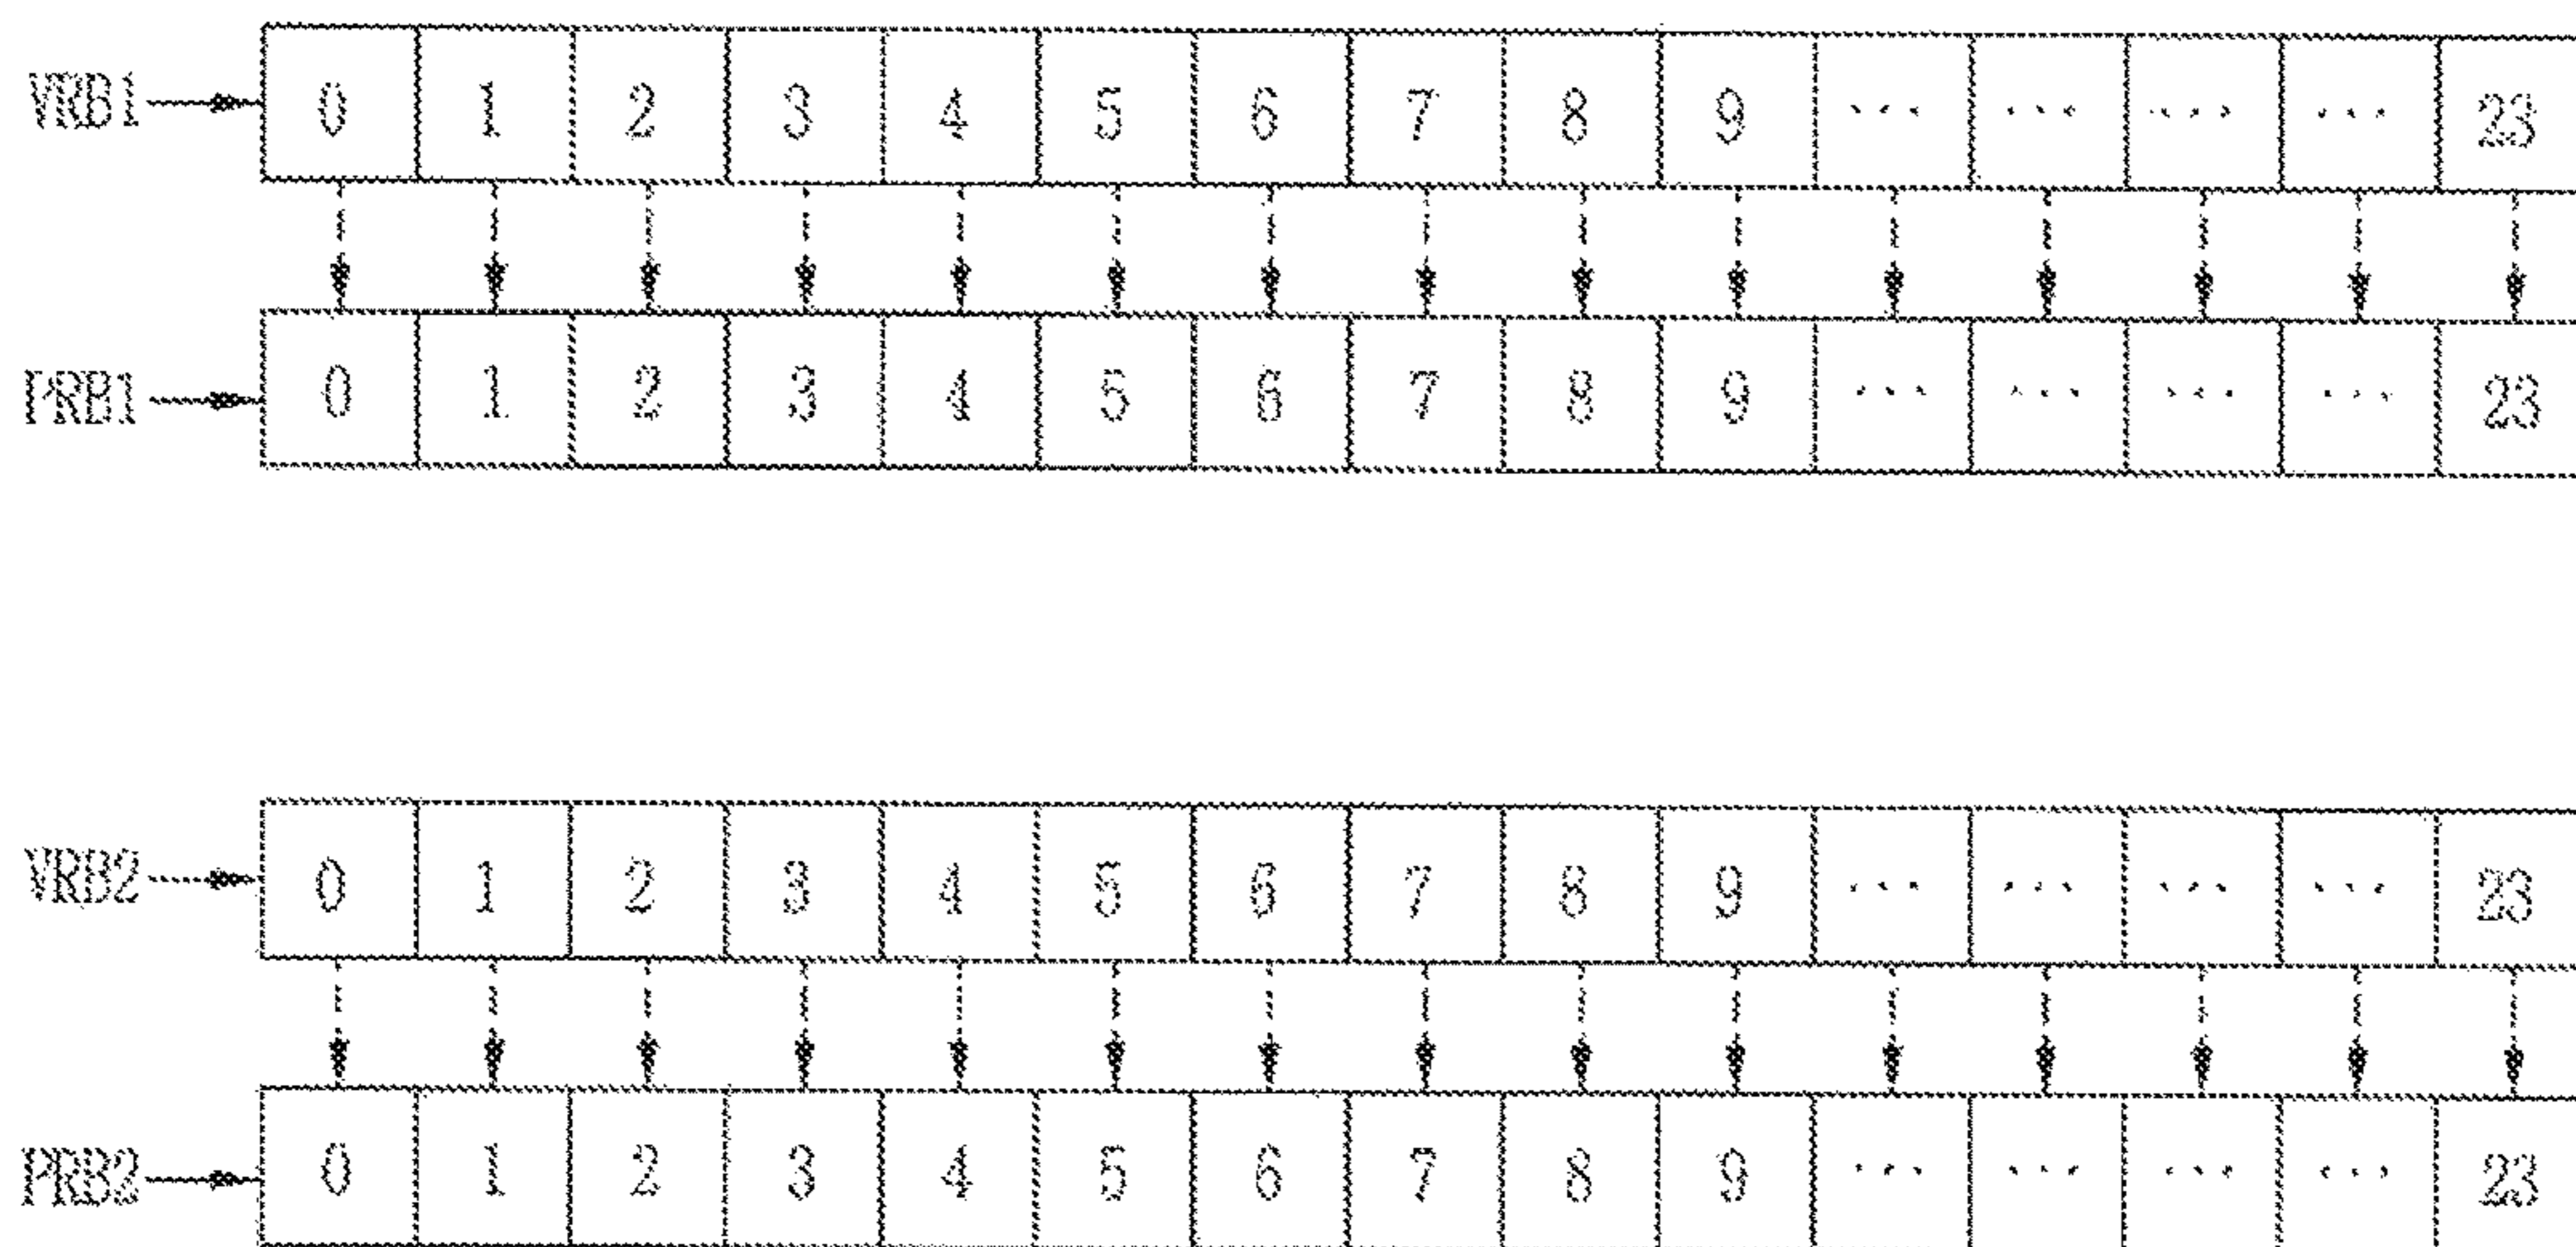 VRB1 0 1 2 3 4 5 6 7 8 9 ... ... ... ... 23
PRB1 0 1 2 3 4 5 6 7 8 9 ... ... ... ... 23
VRB2 0 1 2 3 4 5 6 7 8 9 ... ... ... ... 23
PRB2 0 1 2 3 4 5 6 7 8 9 ... ... ... ... 23